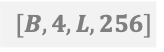 [B, 4, L, 256]